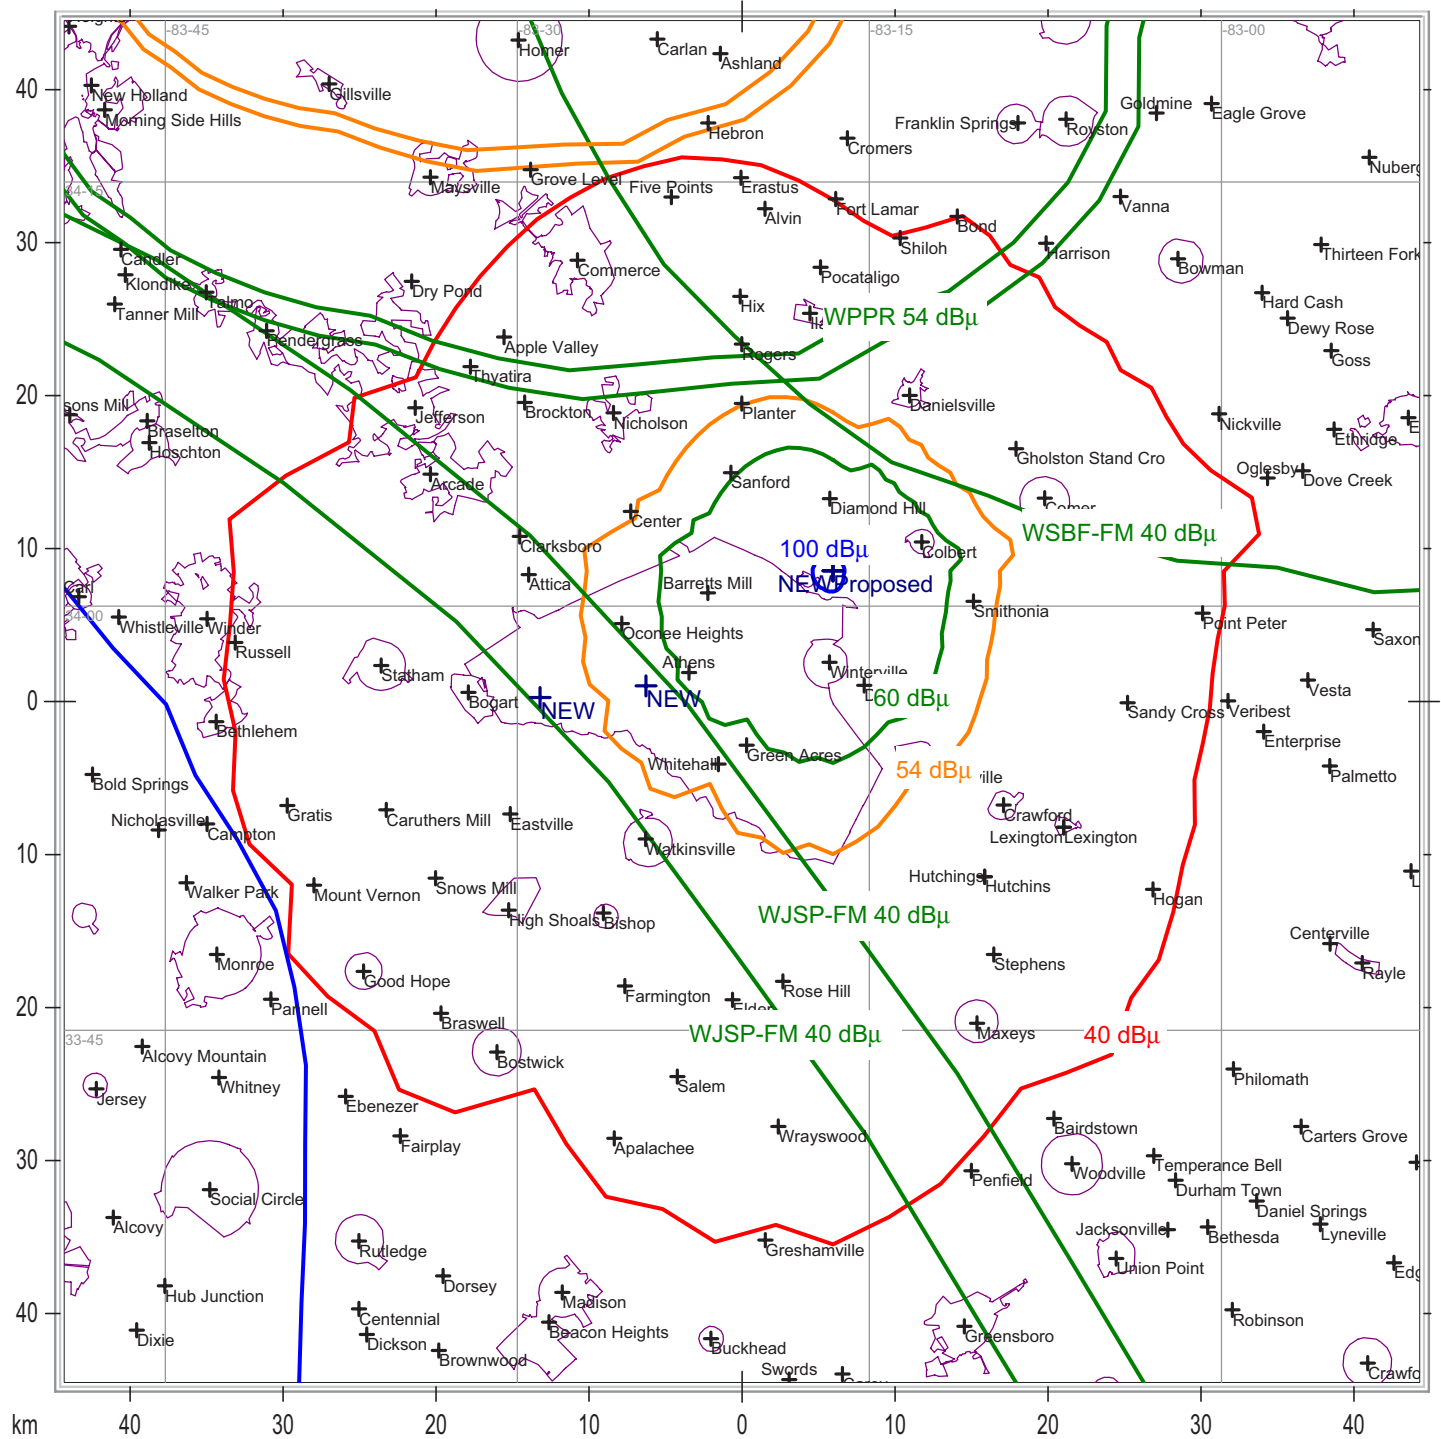 -83-45
-83-30
-83-15
-83-00
Homer
Carlan
Ashland
40
New Holland
Gillsville
Morning Side Hills
Hebron
Cromers
Franklin Springs
Royston
Goldmine
Eagle Grove
Maysville
Grove Level
Five Points
Erastus
Alvin
Fort Lamar
Bond
Shiloh
Vanna
Harrison
30
Candler
Klondike
Talmo
Tanner Mill
Pendergrass
Dry Pond
Commerce
Hix
Pocataligo
Bowman
Hard Cash
Dewy Rose
Goss
WPPR 54 dBµ
Apple Valley
Rogers
Thyatira
20
Braselton
Hoschton
Jefferson
Brockton
Nicholson
Planter
Danielsville
Nickville
Ethridge
Arcade
Sanford
Gholston Stand Cro
Oglesby
Dove Creek
Center
Diamond Hill
Comer
WSBF-FM 40 dBµ
10
Clarksboro
100 dBµ
Colbert
Attica
Barretts Mill
NEW
Proposed
34-00
Whistleville
Winder
Russell
Oconee Heights
Smithonia
Point Peter
Saxon
Statham
Athens
Winterville
Vesta
0
Bogart
NEW
NEW
60 dBµ
Sandy Cross
Veribest
Bethlehem
Enterprise
Green Acres
Whitehall
54 dBµ
Bold Springs
Palmetto
Nicholasville
Campton
Gratis
Caruthers Mill
Eastville
Crawford
Lexington
Lexington
10
Watkinsville
Walker Park
Mount Vernon
Snows Mill
Hutchings
Hutchins
Hogan
High Shoals
Bishop
WJSP-FM 40 dBµ
Centerville
Monroe
Good Hope
Stephens
Rayle
20
Pannell
Farmington
Rose Hill
Braswell
33-45
WJSP-FM 40 dBµ
Maxeys
40 dBµ
Alcovy Mountain
Bostwick
Whitney
Salem
Philomath
Jersey
Ebenezer
Fairplay
Apalachee
Wrayswood
Bairdstown
Carters Grove
30
Social Circle
Penfield
Woodville
Temperance Bell
Durham Town
Daniel Springs
Alcovy
Rutledge
Greshamville
Jacksonville
Bethesda
Lyneville
Union Point
Hub Junction
Dorsey
Madison
40
Dixie
Centennial
Dickson
Brownwood
Beacon Heights
Buckhead
Swords
Greensboro
Robinson
km
40
30
20
10
0
10
20
30
40